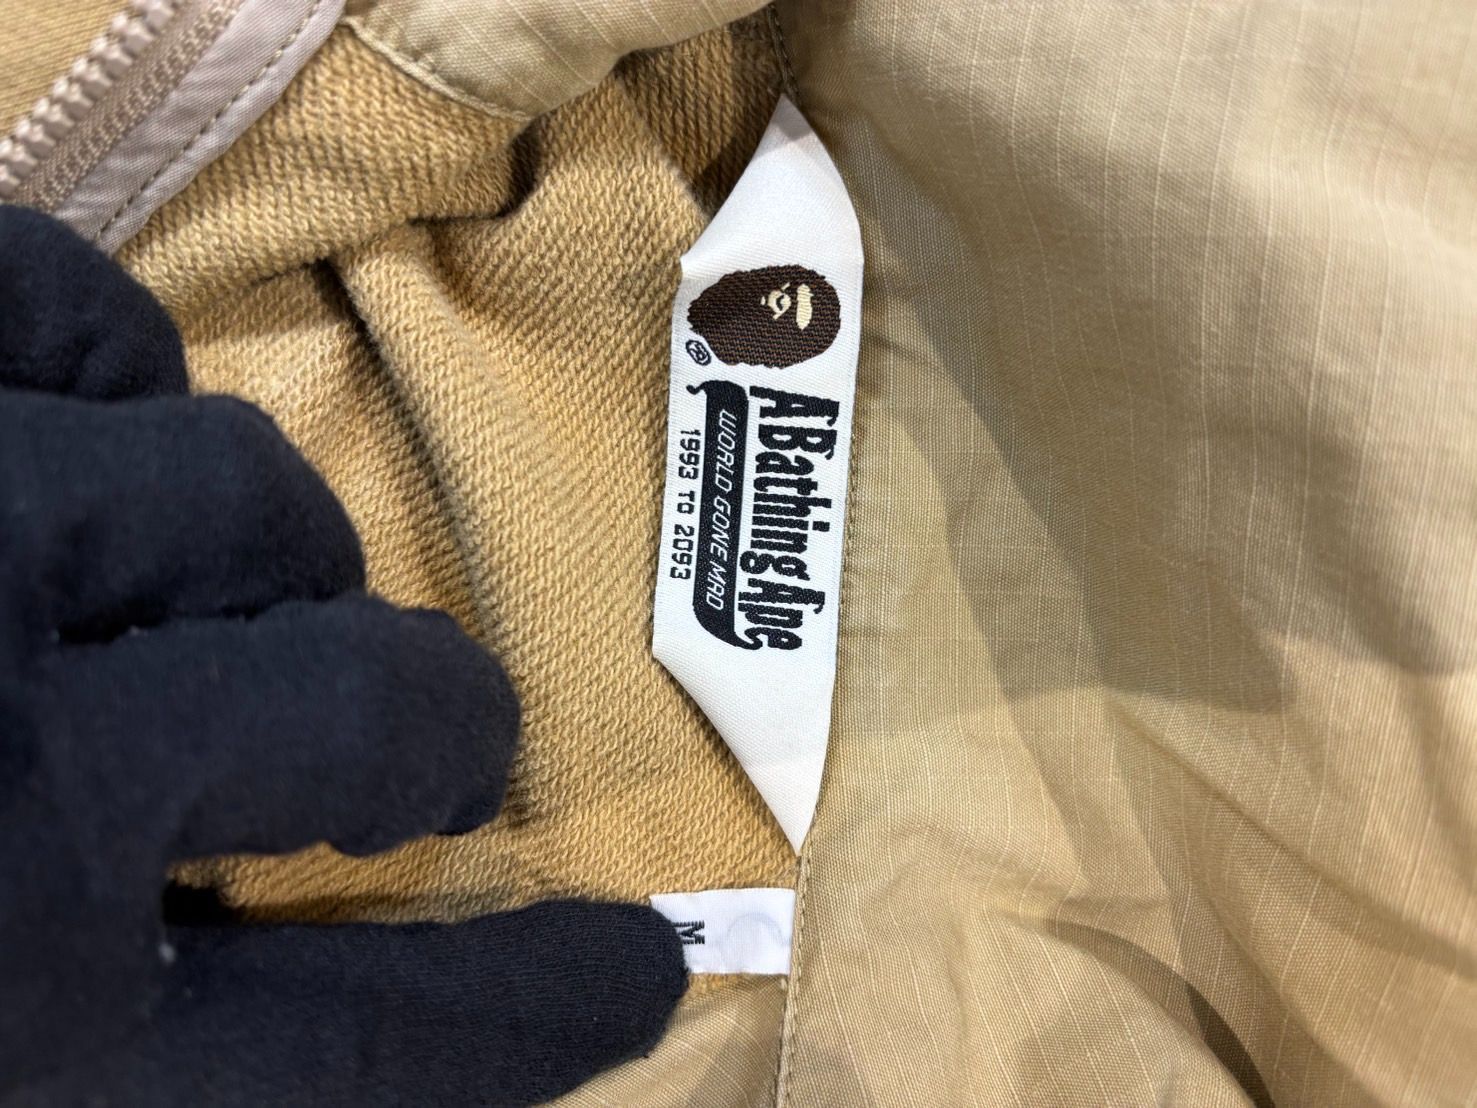 A Bathing Ape
WORLD GONE MAD
1993 TO 2093
M